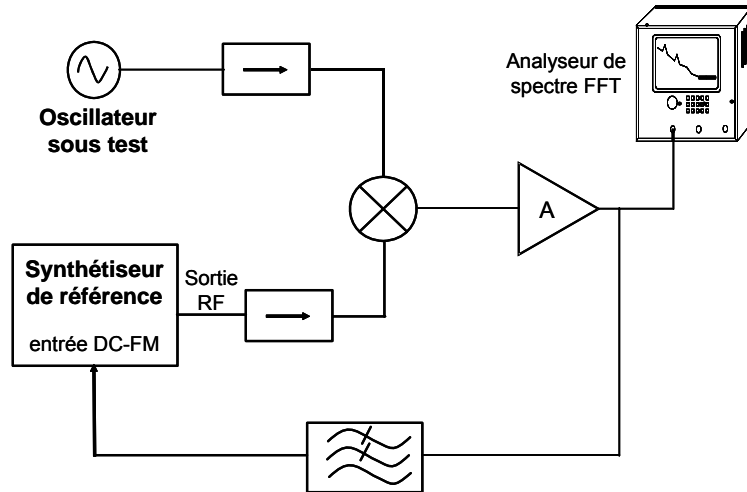 Analyseur de
spectre FFT
Oscillateur
sous test
A
Synthétiseur
de référence
entrée DC-FM
Sortie
RF